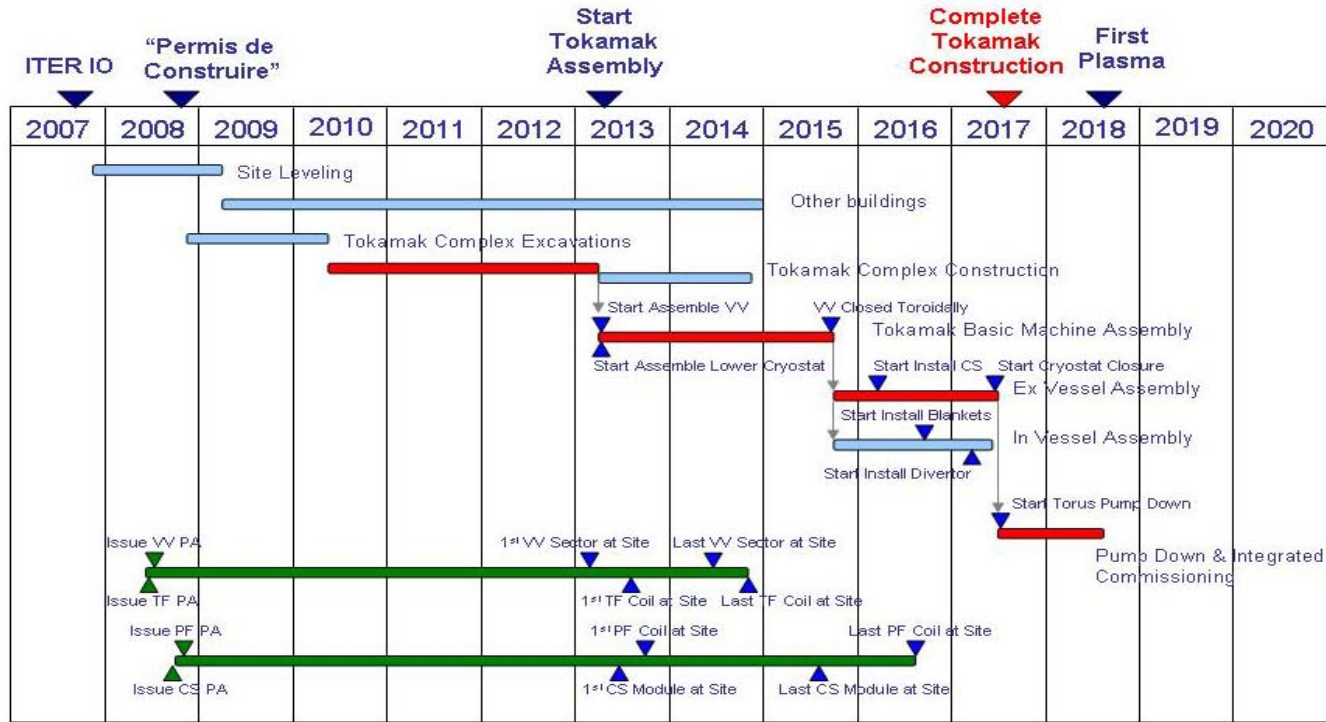 ITER IO
“Permis de
Construire”
Start
Tokamak
Assembly
Complete
Tokamak
Construction
First
Plasma
2007 2008 2009 2010 2011 2012 2013 2014 2015 2016 2017 2018 2019 2020
Site Leveling
Other buildings
Tokamak Complex Excavations
Tokamak Complex Construction
Start Assemble VV
VV Closed Toroidally
Tokamak Basic Machine Assembly
Start Assemble Lower Cryostat
Start Install CS
Start Cryostat Closure
Ex Vessel Assembly
Start Install Blankets
In Vessel Assembly
Start Install Divertor
Start Torus Pump Down
Pump Down & Integrated
Commissioning
Issue VV PA
1st VV Sector at Site
Last VV Sector at Site
Issue TF PA
1st TF Coil at Site
Last TF Coil at Site
Issue PF PA
1st PF Coil at Site
Last PF Coil at Site
Issue CS PA
1st CS Module at Site
Last CS Module at Site